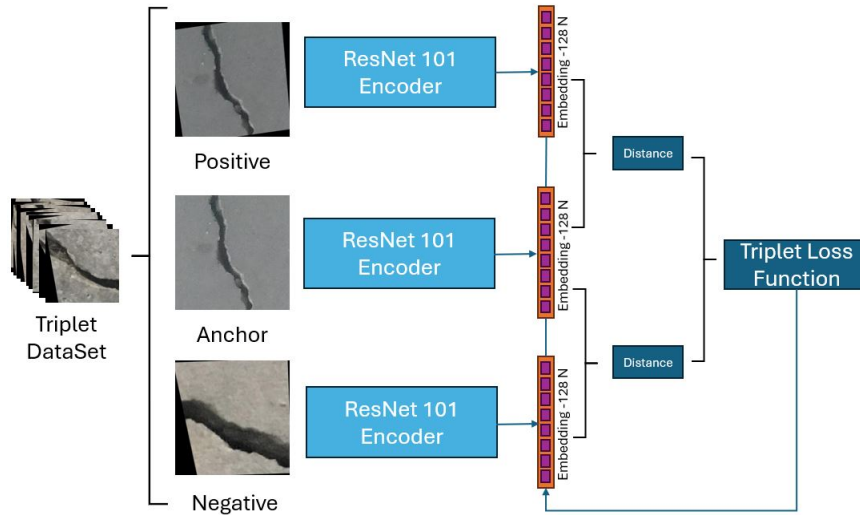 ResNet 101
Encoder
Embedding -128 N
Positive
Distance
ResNet 101
Encoder
Embedding -128 N
Triplet Loss
Function
Triplet
DataSet
Anchor
Distance
ResNet 101
Encoder
Embedding -128 N
Negative